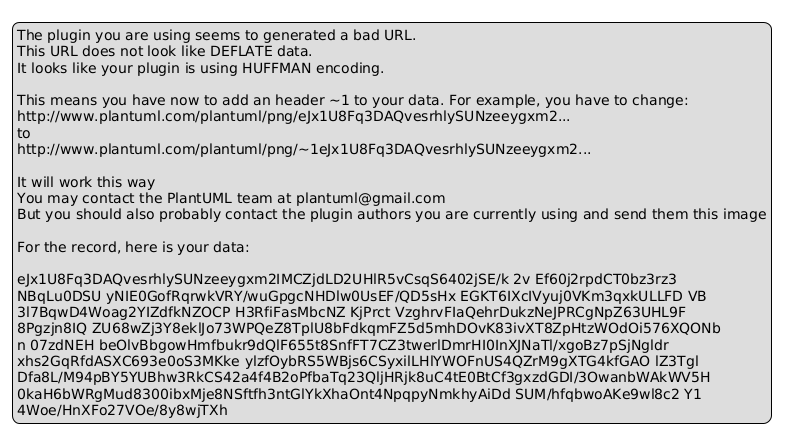 The plugin you are using seems to generated a bad URL.
This URL does not look like DEFLATE data.
It looks like your plugin is using HUFFMAN encoding.
This means you have now to add an header ~1 to your data. For example, you have to change:
http://www.plantuml.com/plantuml/png/eJx1U8Fq3DAQvesrhlySUNzeeygxm2...
to
http://www.plantuml.com/plantuml/png/~1eJx1U8Fq3DAQvesrhlySUNzeeygxm2...
It will work this way
You may contact the PlantUML team at plantuml@gmail.com
But you should also probably contact the plugin authors you are currently using and send them this image
For the record, here is your data:
eJx1U8Fq3DAQvesrhlySUNzeeygxm2IMCZjdLD2UHlR5vCsqS6402jSE/k 2v Ef60j2rpdCT0bz3rz3
NBqLu0DSU yNIE0GofRqrwkVRY/wuGpgcNHDlw0UsEF/QD5sHx EGKT6IXcIVyuj0VKm3qxkULLFD VB
3l7BqwD4Woag2YIZdfkNZOCP H3RfiFasMbcNZ KjPrct VzghrvFIaQehrDukzNeJPRCgNpZ63UHL9F
8Pgzjn8IQ ZU68wZj3Y8ekIJo73WPQeZ8TplU8bFdkqmFZ5d5mhDOvK83ivXT8ZpHtzWOdOi576XQONb
n 07zdNEH beOlvBbgowHmfbukr9dQlF655t8SnfFT7CZ3twerlDmrHI0InXJNaTl/xgoBz7pSjNgldr
xhs2GqRfdASXC693e0oS3MKke ylzfOybRS5WBjs6CSyxilLHlYWOFnUS4QZrM9gXTG4kfGAO lZ3Tgl
Dfa8L/M94pBY5YUBhw3RkCS42a4f4B2oPfbaTq23QljHRjk8uC4tE0BtCf3gxzdGDI/3OwanbWAkWV5H
0kaH6bWRgMud8300ibxMje8NSftfh3ntGlYkXhaOnt4NpqpyNmkhyAiDd SUM/hfqbwoAKe9wl8c2 Y1
4Woe/HnXFo27VOe/8y8wjTXh